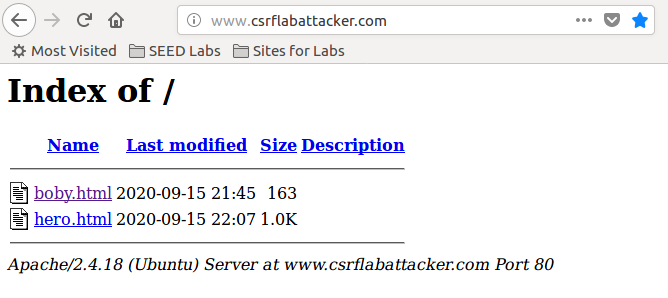 www.csrflabattacker.com
Most Visited SEED Labs Sites for Labs
Index of /
Name Last modified Size Description
boby.html 2020-09-15 21:45 163
hero.html 2020-09-15 22:07 1.0K
Apache/2.4.18 (Ubuntu) Server at www.csrflabattacker.com Port 80